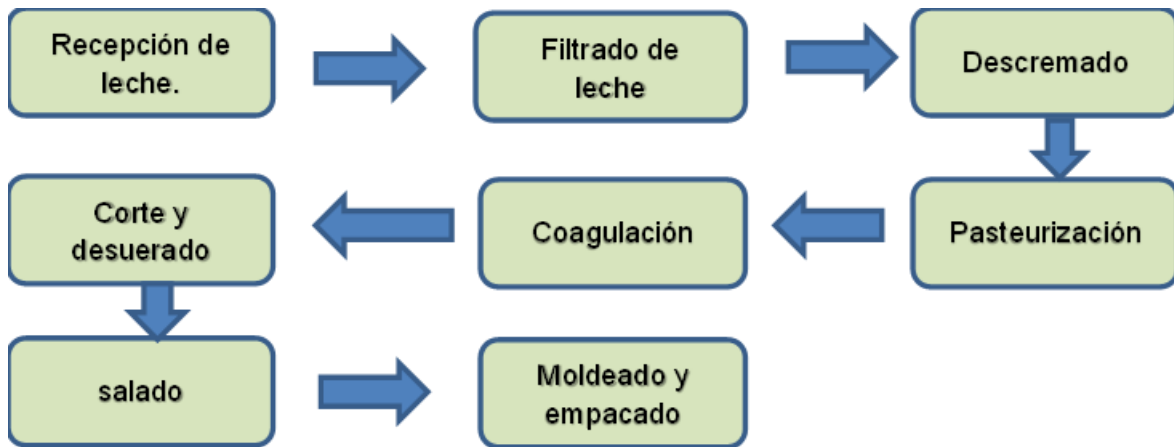 Recepción de
leche.
Filtrado de
leche
Descremado
Pasteurización
Coagulación
Corte y
desuerado
salado
Moldeado y
empacado